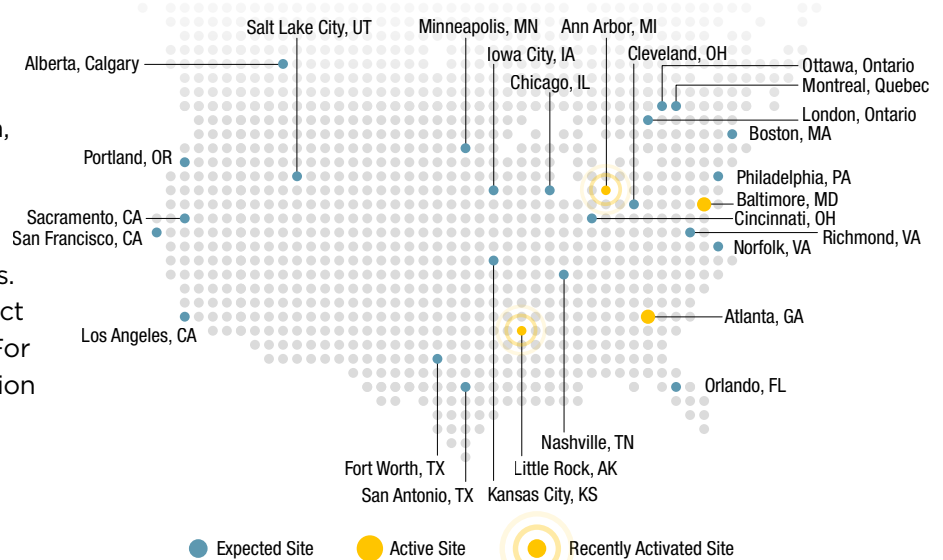 Salt Lake City, UT
Minneapolis, MN
Ann Arbor, MI
Iowa City, IA
Cleveland, OH
Chicago, IL
Alberta, Calgary
Ottawa, Ontario
Montreal, Quebec
London, Ontario
Boston, MA
Portland, OR
Philadelphia, PA
Baltimore, MD
Cincinnati, OH
Sacramento, CA
San Francisco, CA
Richmond, VA
Norfolk, VA
s.
ct
Los Angeles, CA
Atlanta, GA
For
tion
Orlando, FL
Nashville, TN
Fort Worth, TX
Little Rock, AK
San Antonio, TX
Kansas City, KS
Expected Site
Active Site
Recently Activated Site